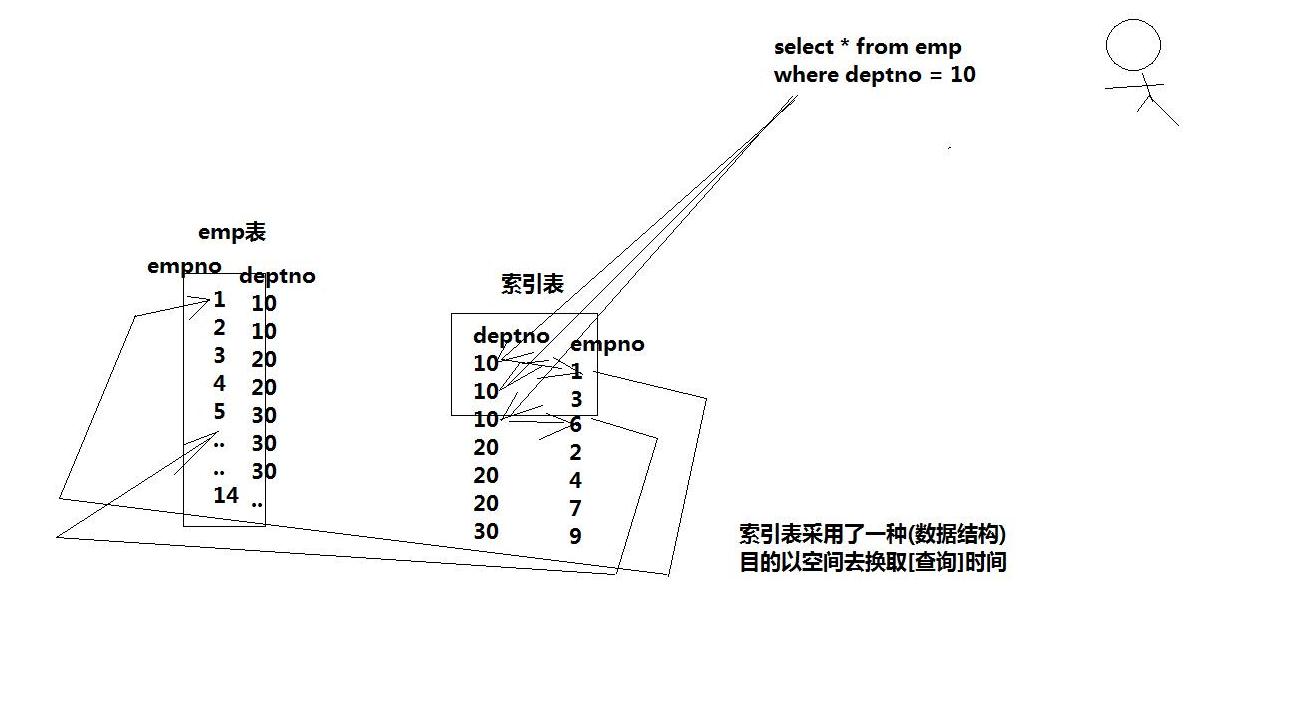 select * from emp
where deptno = 10
emp表
empno deptno
1 10
2 10
3 20
4 20
5 30
.. 30
.. 30
14 ..
索引表
deptno empno
10 1
10 3
10 6
20 2
20 4
20 7
30 9
索引表采用了一种(数据结构)
目的以空间去换取[查询]时间